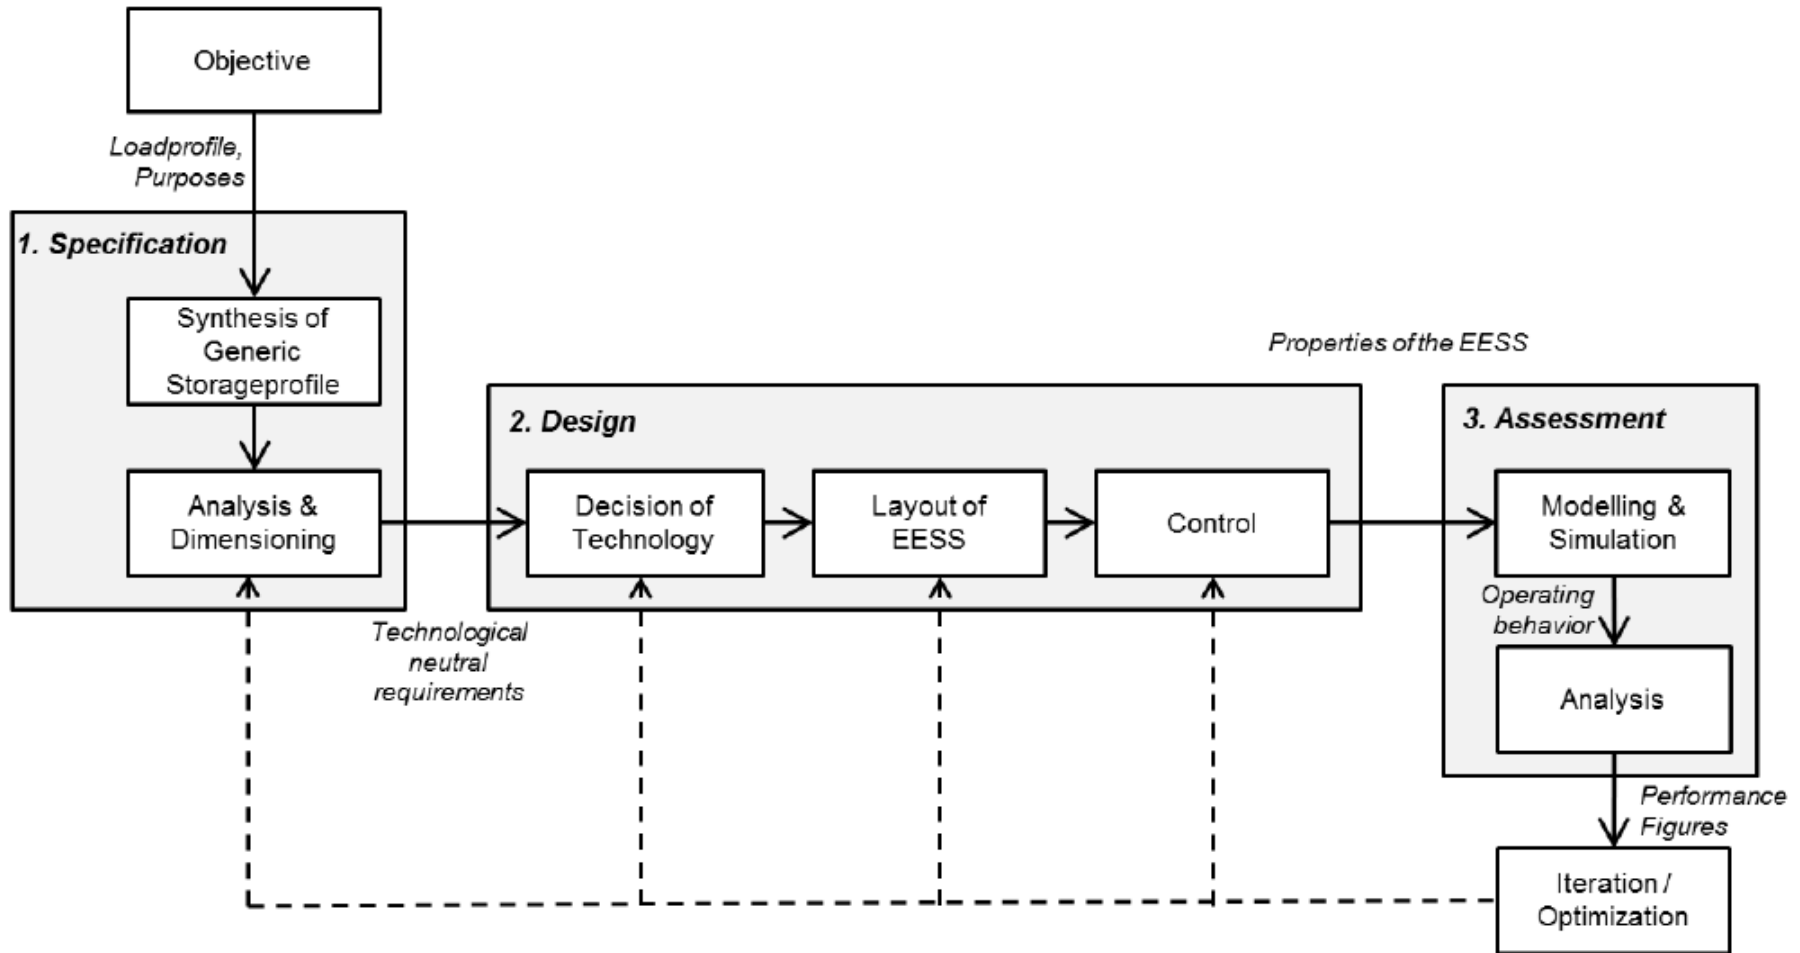 Objective
Loadprofile,
Purposes
1. Specification
Synthesis of
Generic
Storageprofile
Analysis &
Dimensioning
Technological
neutral
requirements
2. Design
Decision of
Technology
Layout of
EESS
Control
Properties of the EESS
3. Assessment
Modelling &
Simulation
Operating
behavior
Analysis
Performance
Figures
Iteration /
Optimization